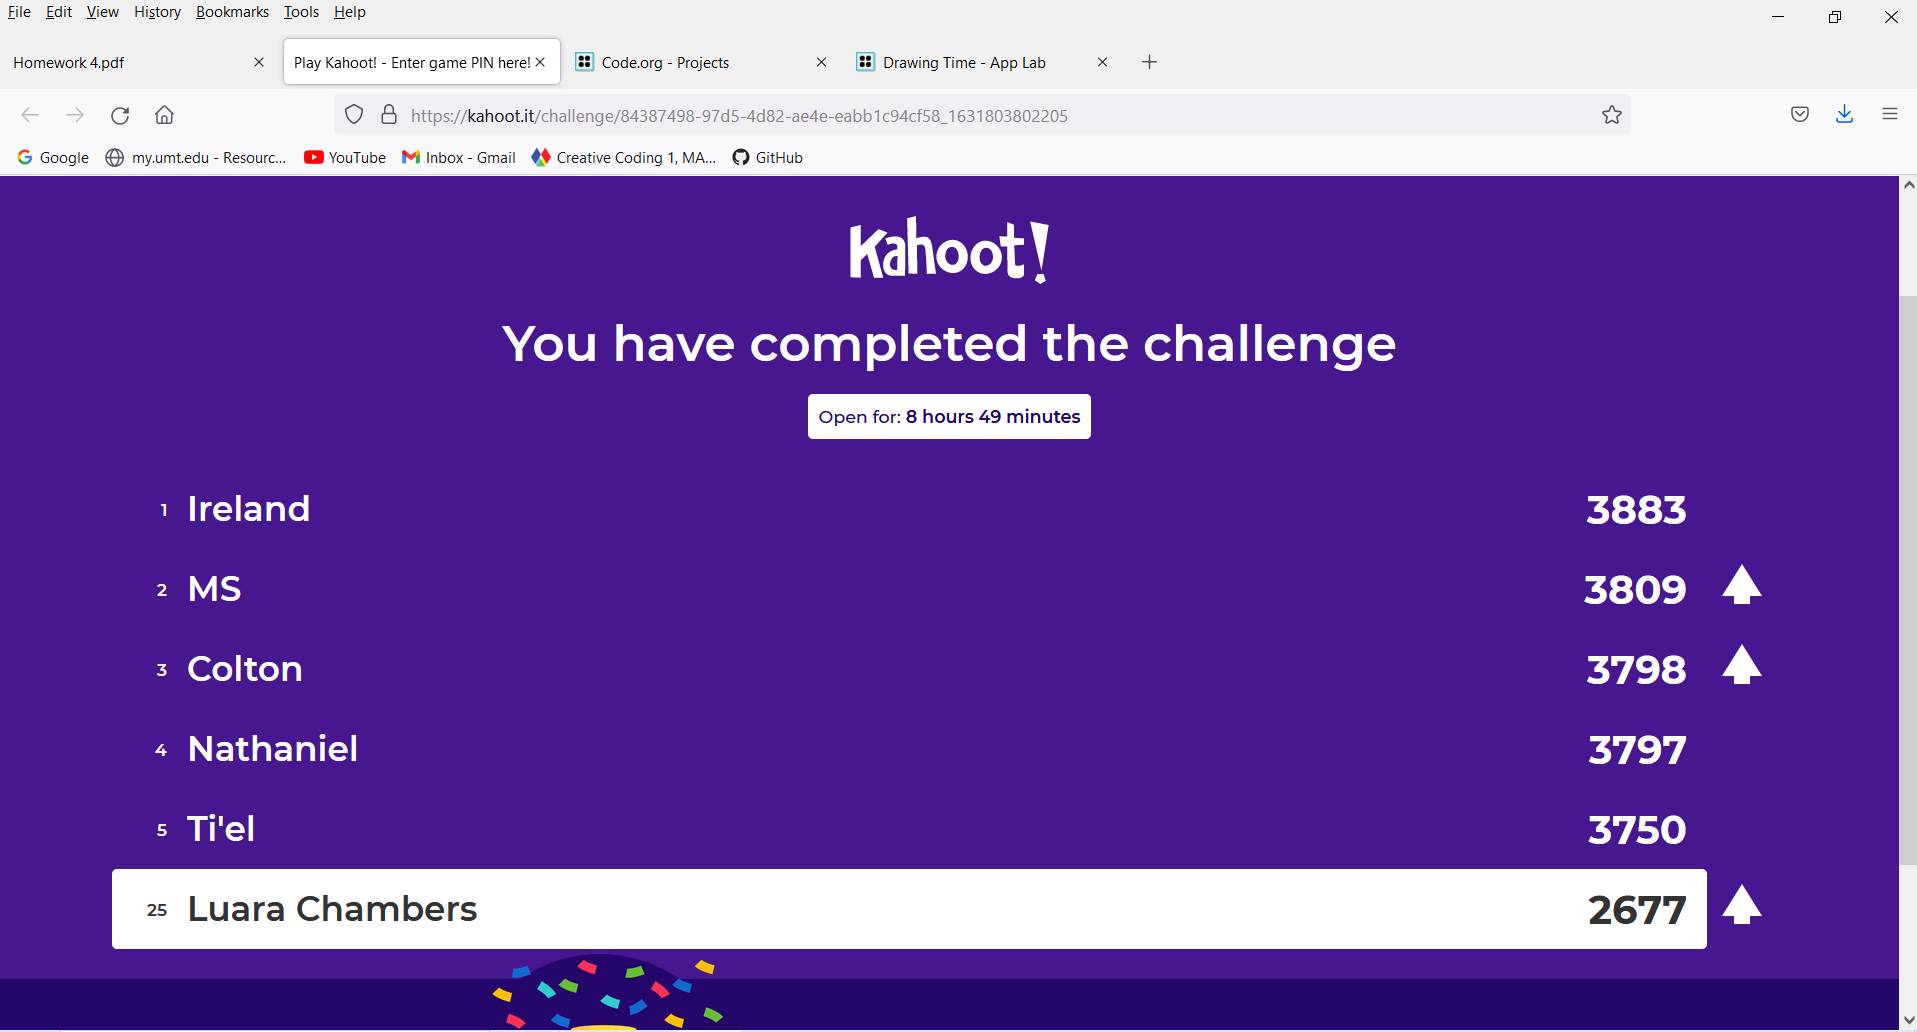 File Edit View History Bookmarks Tools Help
Homework 4.pdf Play Kahoot! - Enter game PIN here! Code.org - Projects Drawing Time - App Lab
https://kahoot.it/challenge/84387498-97d5-4d82-ae4e-eabb1c94cf58_1631803802205
Google my.umt.edu - Resourc... YouTube Inbox - Gmail Creative Coding 1, MA... GitHub
Kahoot!
You have completed the challenge
Open for: 8 hours 49 minutes
1 Ireland 3883
2 MS 3809
3 Colton 3798
4 Nathaniel 3797
5 Ti'el 3750
25 Luara Chambers 2677